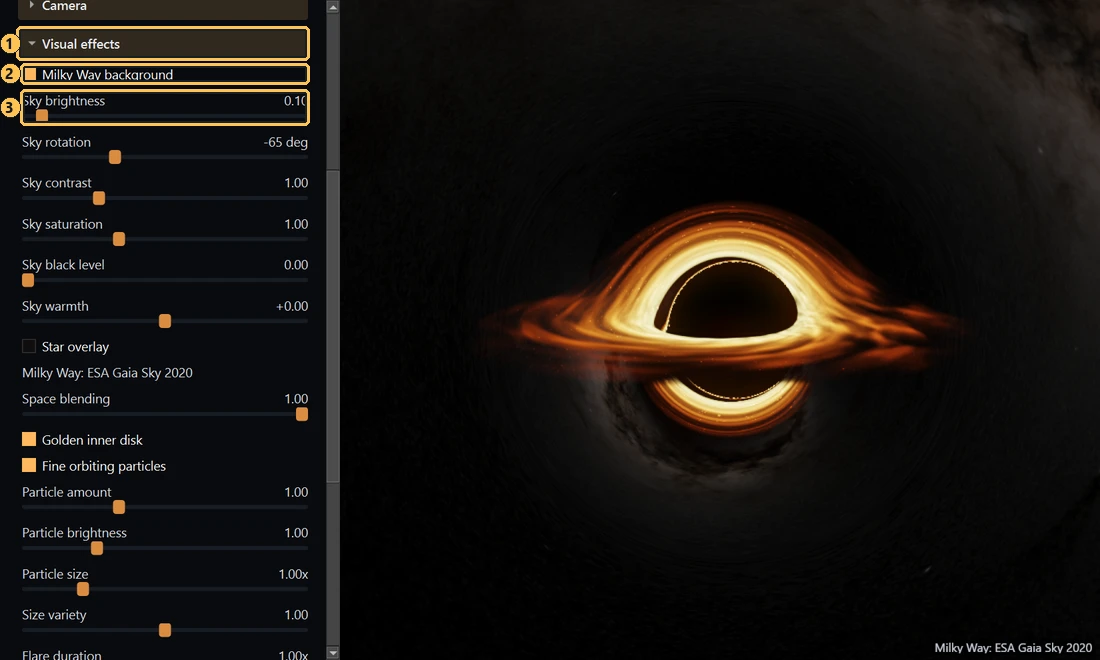 Camera
1 Visual effects
2 Milky Way background
3 Sky brightness 0.10
Sky rotation -65 deg
Sky contrast 1.00
Sky saturation 1.00
Sky black level 0.00
Sky warmth +0.00
Star overlay
Milky Way: ESA Gaia Sky 2020
Space blending 1.00
Golden inner disk
Fine orbiting particles
Particle amount 1.00
Particle brightness 1.00
Particle size 1.00x
Size variety 1.00
Flare duration 1.00x
Milky Way: ESA Gaia Sky 2020